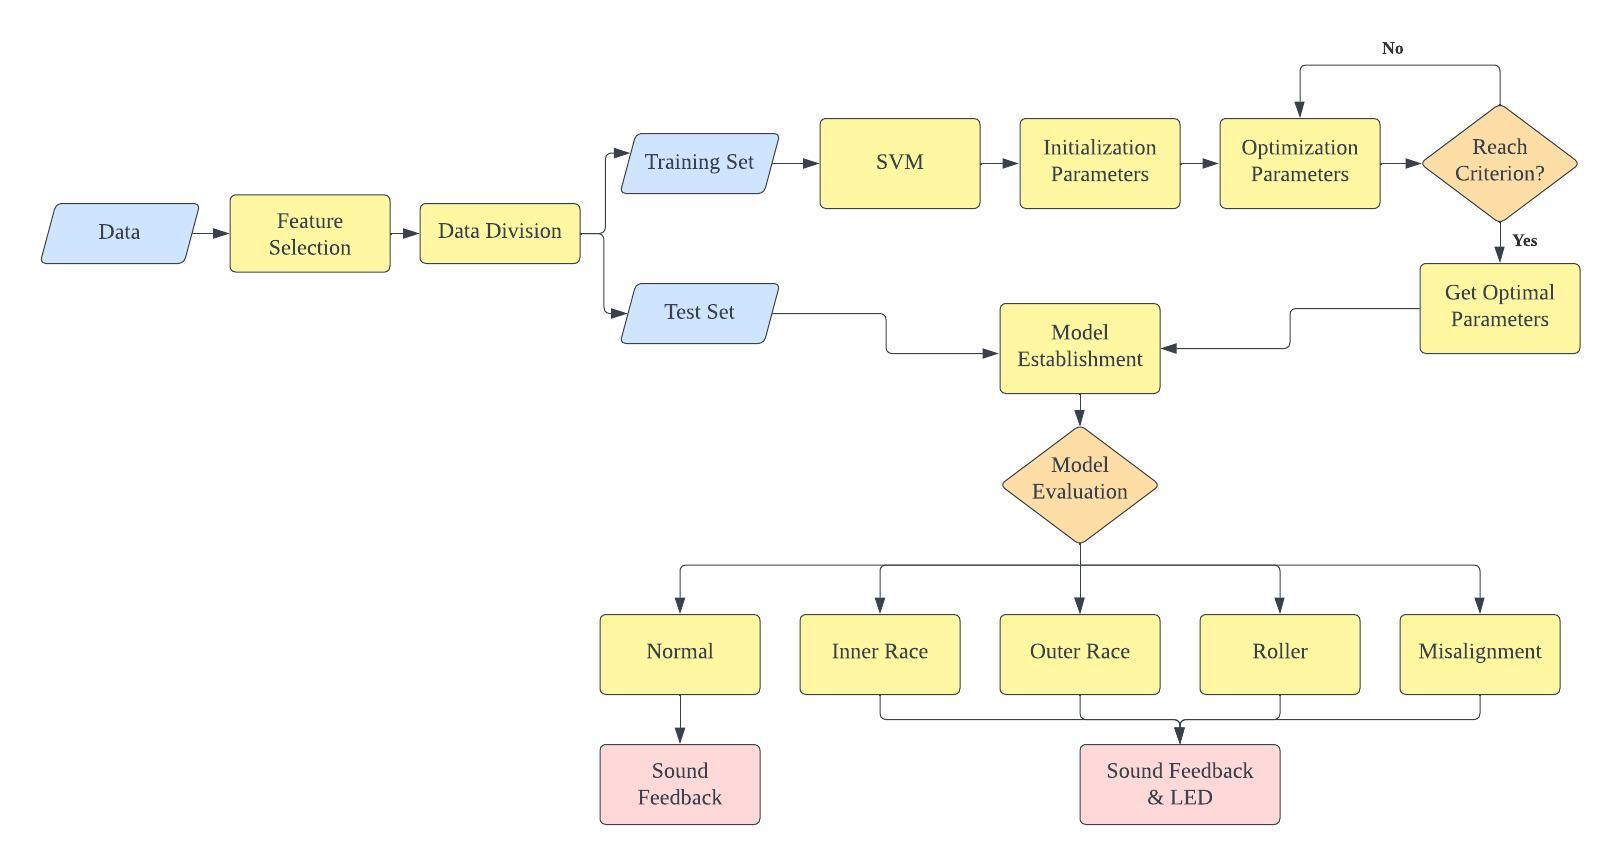 No
Training Set
SVM
Initialization
Parameters
Optimization
Parameters
Reach
Criterion?
Data
Feature
Selection
Data Division
Yes
Test Set
Model
Establishment
Get Optimal
Parameters
Model
Evaluation
Normal
Inner Race
Outer Race
Roller
Misalignment
Sound
Feedback
Sound Feedback
& LED